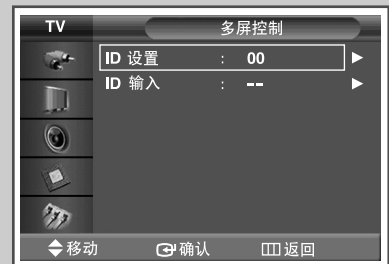 TV 多屏控制
ID 设置 : 00 ▶
ID 输入 : -- ▶
移动 确认 返回